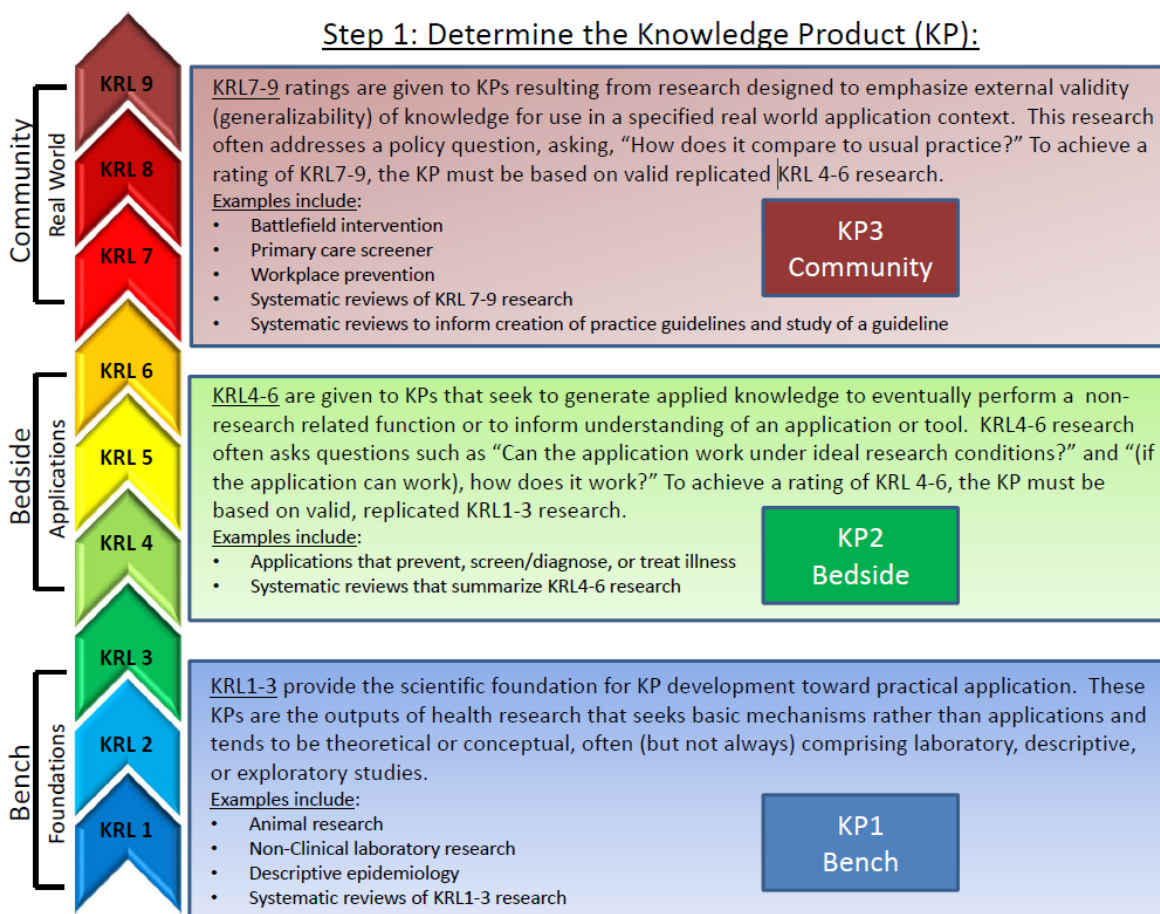 Step 1: Determine the Knowledge Product (KP):
KRL 9
KRL 8
KRL 7
KRL 6
KRL 5
KRL 4
KRL 3
KRL 2
KRL 1
Community
Real World
Bedside
Applications
Bench
Foundations
KRL7-9 ratings are given to KPs resulting from research designed to emphasize external validity
(generalizability) of knowledge for use in a specified real world application context. This research
often addresses a policy question, asking, “How does it compare to usual practice?” To achieve a
rating of KRL7-9, the KP must be based on valid replicated KRL 4-6 research.
Examples include:
• Battlefield intervention
• Primary care screener
• Workplace prevention
• Systematic reviews of KRL 7-9 research
• Systematic reviews to inform creation of practice guidelines and study of a guideline
KP3
Community
KRL4-6 are given to KPs that seek to generate applied knowledge to eventually perform a non-
research related function or to inform understanding of an application or tool. KRL4-6 research
often asks questions such as “Can the application work under ideal research conditions?” and “(if
the application can work), how does it work?” To achieve a rating of KRL 4-6, the KP must be
based on valid, replicated KRL1-3 research.
Examples include:
• Applications that prevent, screen/diagnose, or treat illness
• Systematic reviews that summarize KRL4-6 research
KP2
Bedside
KRL1-3 provide the scientific foundation for KP development toward practical application. These
KPs are the outputs of health research that seeks basic mechanisms rather than applications and
tends to be theoretical or conceptual, often (but not always) comprising laboratory, descriptive,
or exploratory studies.
Examples include:
• Animal research
• Non-Clinical laboratory research
• Descriptive epidemiology
• Systematic reviews of KRL1-3 research
KP1
Bench